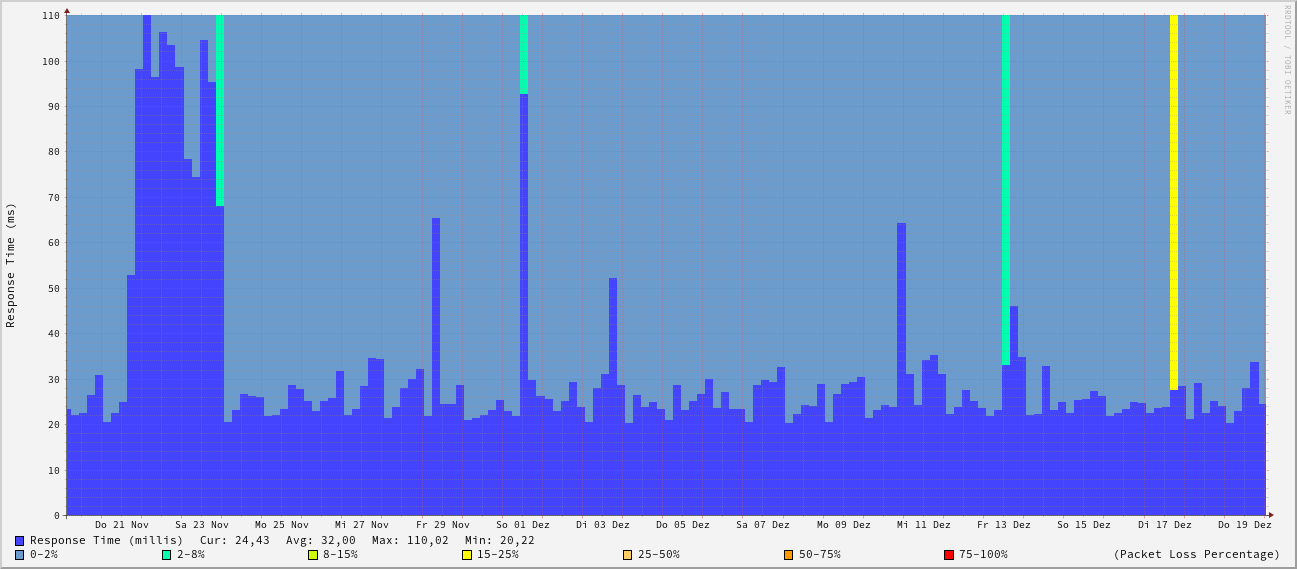 110
100
90
80
70
60
50
40
30
20
10
0
Response Time (ms)
RRDTOOL / TOBI OETIKER
Do 21 Nov Sa 23 Nov Mo 25 Nov Mi 27 Nov Fr 29 Nov So 01 Dez Di 03 Dez Do 05 Dez Sa 07 Dez Mo 09 Dez Mi 11 Dez Fr 13 Dez So 15 Dez Di 17 Dez Do 19 Dez
Response Time (millis) Cur: 24,43 Avg: 32,00 Max: 110,02 Min: 20,22
0-2% 2-8% 8-15% 15-25% 25-50% 50-75% 75-100% (Packet Loss Percentage)